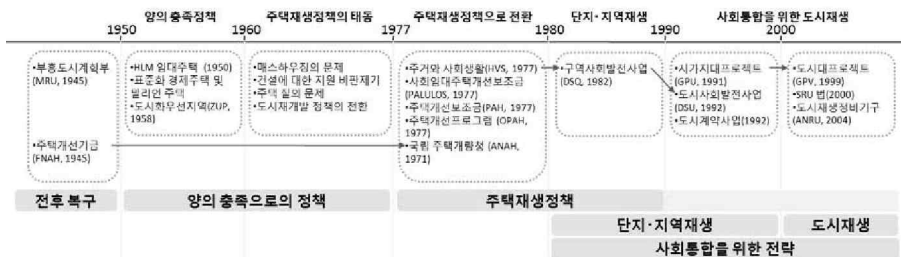 양의 충족정책 주택재생정책의 태동 주택재생정책으로 전환 단지·지역재생 사회통합을 위한 도시재생
1950 1960 1977 1980 1990 2000
•부흥도시계획부
(MRU, 1945)
•주택개선기금
(FNAH, 1945)
•HLM 임대주택 (1950)
•표준화 경제주택 및
밀리언 주택
•도시화우선지역(ZUP,
1958)
•매스하우징의 문제
•건설에 대한 지원 비판제기
•주택 질의 문제
•도시재개발 정책의 전환
•주거와 사회생활(HVS, 1977)
•사회임대주택개선보조금
(PALULOS, 1977)
•주택개선보조금(PAH, 1977)
•주택개선프로그램 (OPAH,
1977)
•국립 주택개량청 (ANAH,
1971)
•구역사회발전사업
(DSQ, 1982)
•시가지대프로젝트
(GPU, 1991)
•도시사회발전사업
(DSU, 1992)
•도시계약사업(1992)
•도시대프로젝트
(GPV, 1999)
•SRU 법(2000)
•도시재생정비기구
(ANRU, 2004)
전후 복구 양의 충족으로의 정책 주택재생정책
단지·지역재생 도시재생
사회통합을 위한 전략